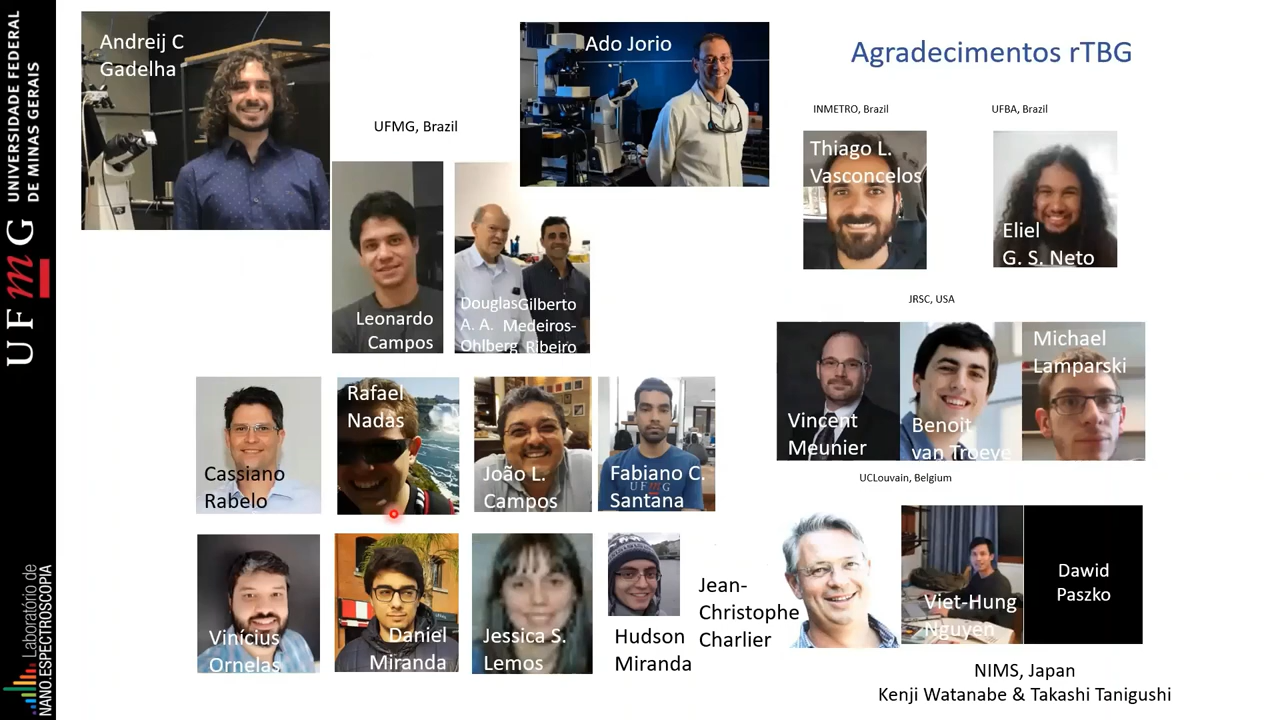 UNIVERSIDADE FEDERAL
DE MINAS GERAIS
UFmG
Laboratório de
NANO.ESPECTROSCOPIA
Andreij C
Gadelha
UFMG, Brazil
Ado Jorio
Agradecimentos rTBG
INMETRO, Brazil
UFBA, Brazil
Thiago L.
Vasconcelos
Eliel
G. S. Neto
Leonardo
Campos
Douglas
A. A.
Ohlberg
Gilberto
Medeiros-
Ribeiro
JRSC, USA
Vincent
Meunier
Benoit
van Troeye
Michael
Lamparski
Cassiano
Rabelo
Rafael
Nadas
João L.
Campos
Fabiano C.
Santana
UFmG
UCLouvain, Belgium
Vinícius
Ornelas
Daniel
Miranda
Jessica S.
Lemos
Hudson
Miranda
Jean-
Christophe
Charlier
Viet-Hung
Nguyen
Dawid
Paszko
NIMS, Japan
Kenji Watanabe & Takashi Tanigushi